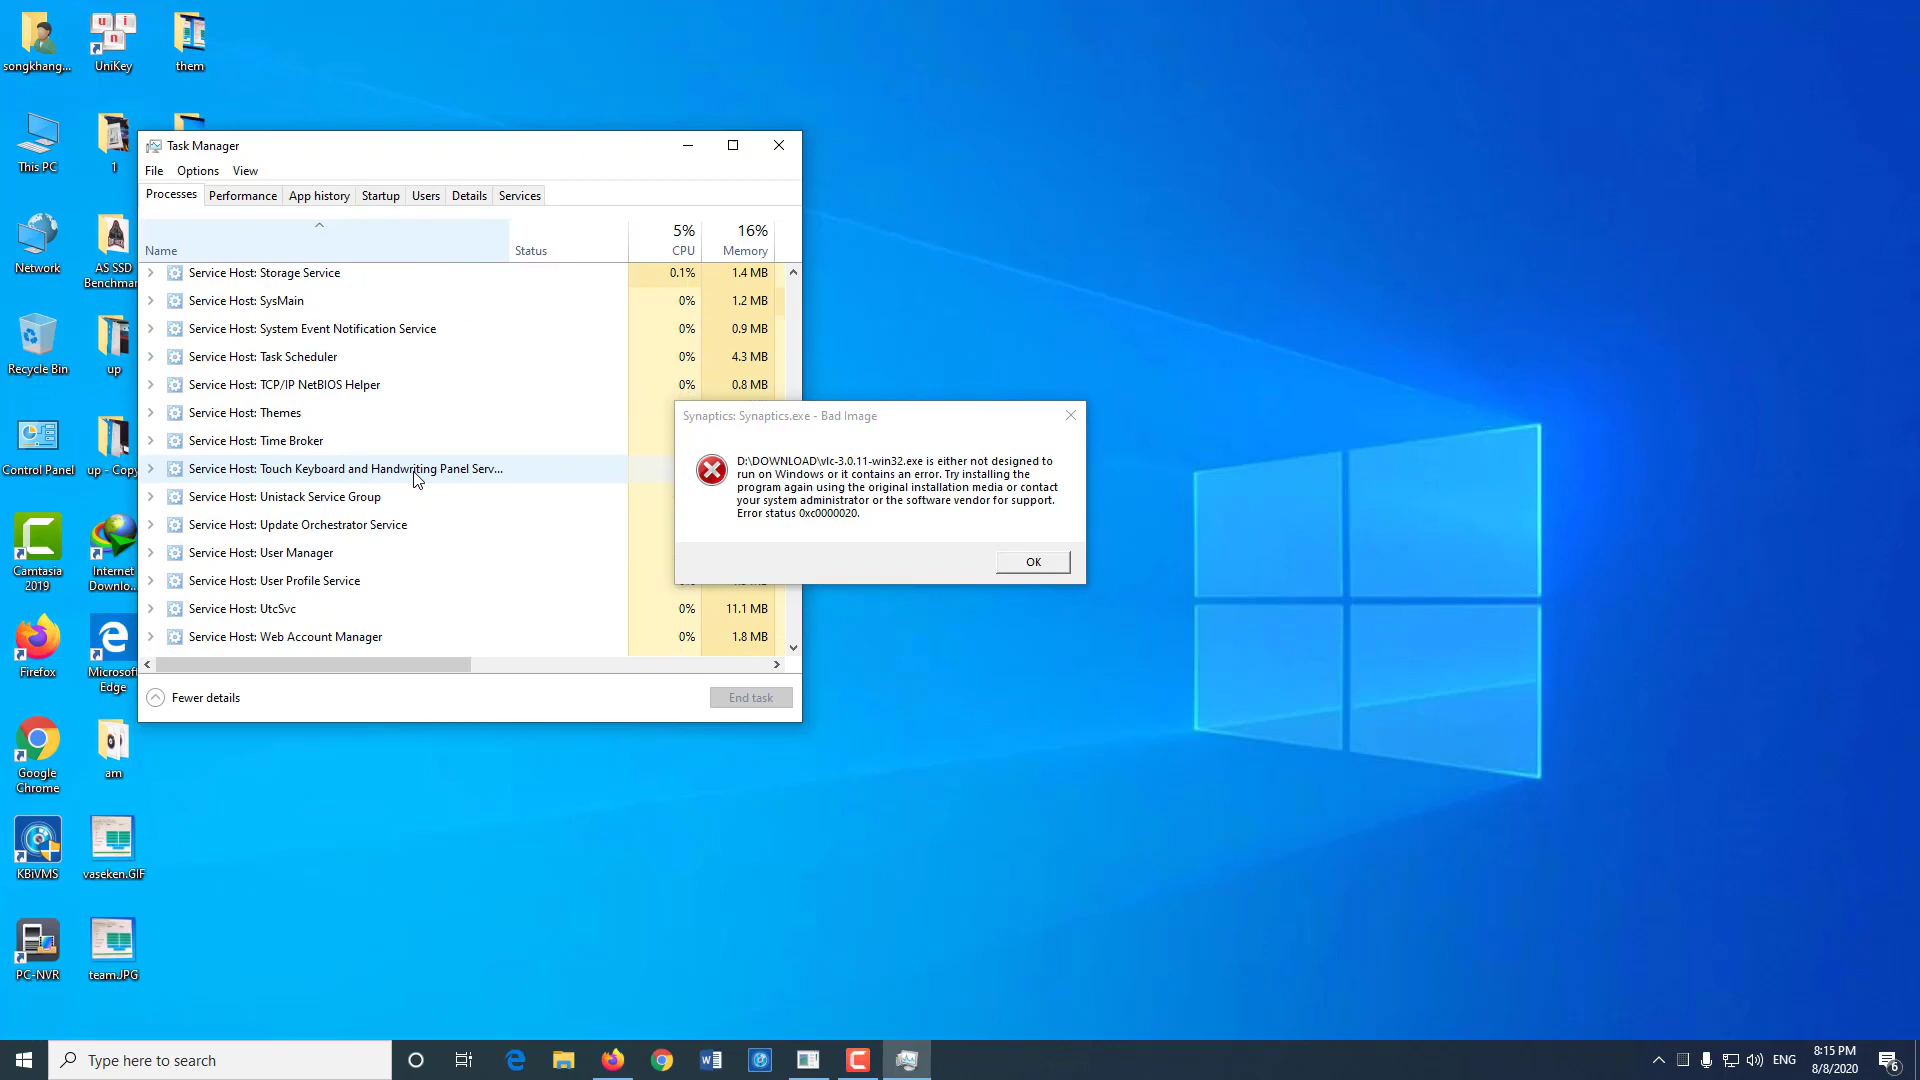 songkhang...
UniKey
them
This PC
1
Network
AS SSD
Benchmar
Recycle Bin
up
Control Panel
up - Copy
Camtasia
2019
Internet
Downlo...
Firefox
Microsoft
Edge
Google
Chrome
am
KBiVMS
vaseken.GIF
PC-NVR
team.JPG
Task Manager
File Options View
Processes Performance App history Startup Users Details Services
5% 16%
Name Status CPU Memory
Service Host: Storage Service 0.1% 1.4 MB
Service Host: SysMain 0% 1.2 MB
Service Host: System Event Notification Service 0% 0.9 MB
Service Host: Task Scheduler 0% 4.3 MB
Service Host: TCP/IP NetBIOS Helper 0% 0.8 MB
Service Host: Themes
Service Host: Time Broker
Service Host: Touch Keyboard and Handwriting Panel Serv...
Service Host: Unistack Service Group
Service Host: Update Orchestrator Service
Service Host: User Manager
Service Host: User Profile Service
Service Host: UtcSvc 0% 11.1 MB
Service Host: Web Account Manager 0% 1.8 MB
Fewer details End task
Synaptics: Synaptics.exe - Bad Image
D:\DOWNLOAD\vlc-3.0.11-win32.exe is either not designed to
run on Windows or it contains an error. Try installing the
program again using the original installation media or contact
your system administrator or the software vendor for support.
Error status 0xc0000020.
OK
Type here to search
ENG
8:15 PM
8/8/2020
6